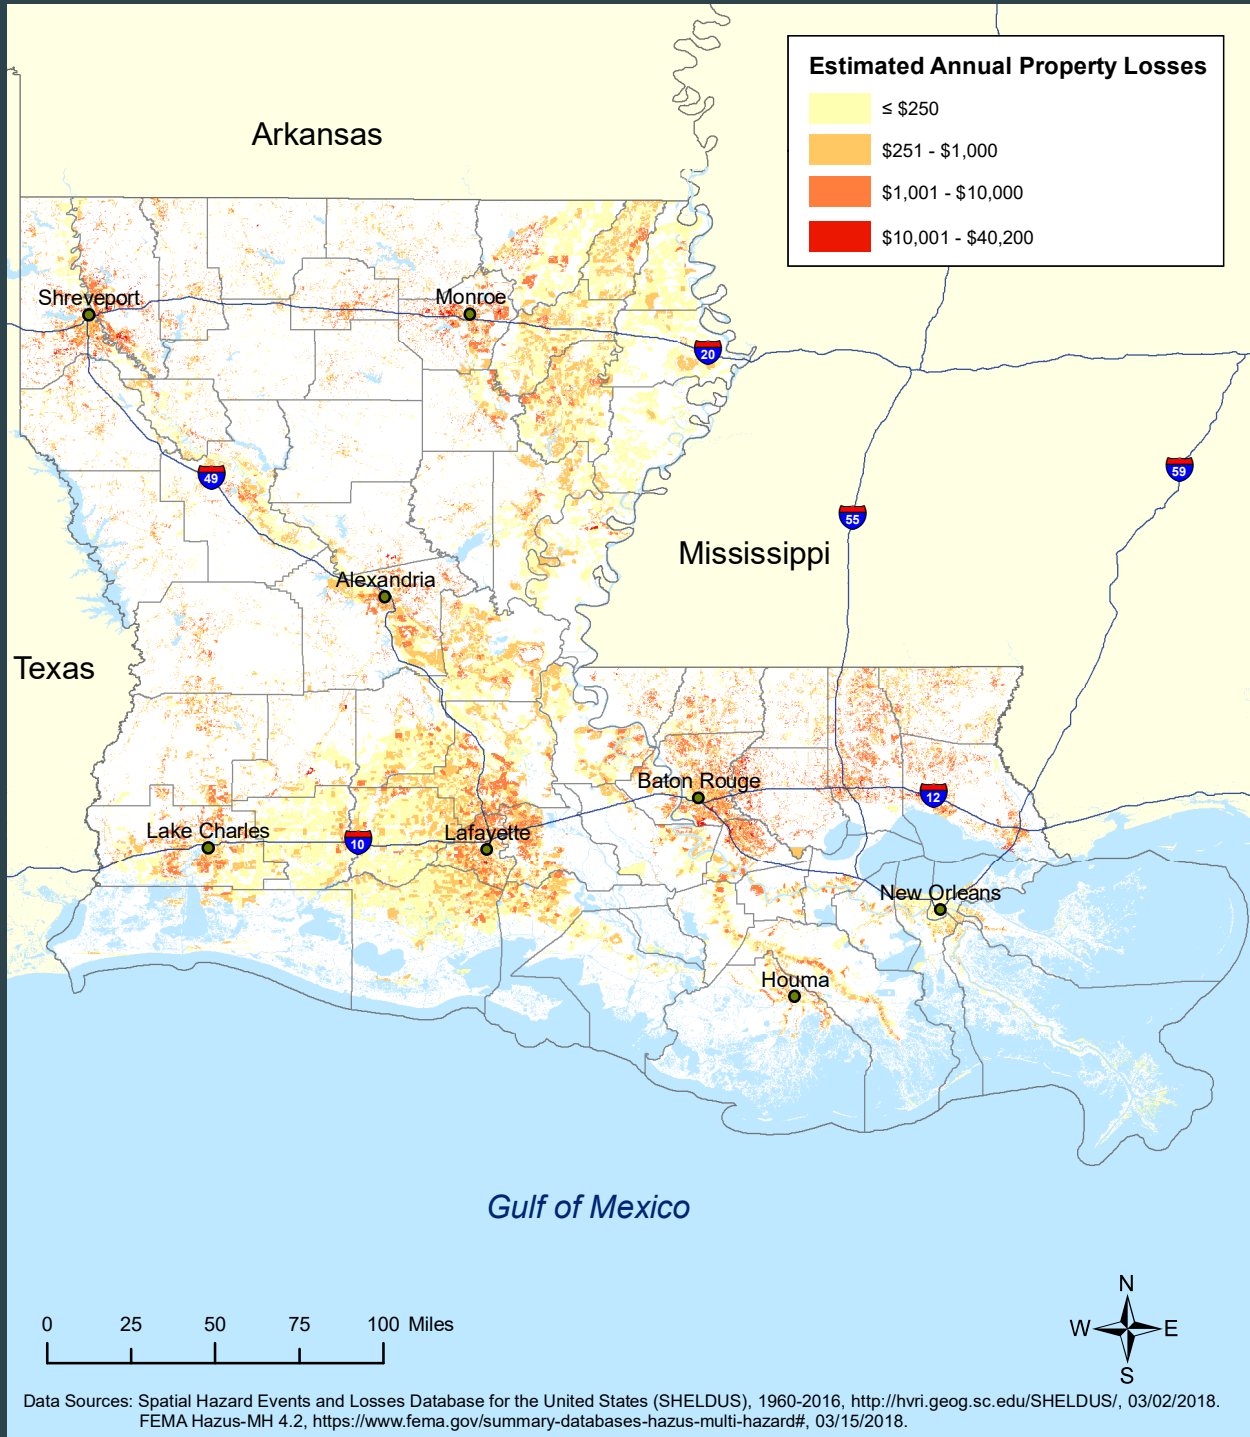 Estimated Annual Property Losses
≤ $250
$251 - $1,000
$1,001 - $10,000
$10,001 - $40,200
Arkansas
Shreveport
Monroe
20
49
59
55
Mississippi
Alexandria
Texas
Baton Rouge
12
Lake Charles
10
Lafayette
New Orleans
Houma
Gulf of Mexico
N
W E
S
0 25 50 75 100 Miles
Data Sources: Spatial Hazard Events and Losses Database for the United States (SHELDUS), 1960-2016, http://hvri.geog.sc.edu/SHELDUS/, 03/02/2018.
FEMA Hazus-MH 4.2, https://www.fema.gov/summary-databases-hazus-multi-hazard#, 03/15/2018.